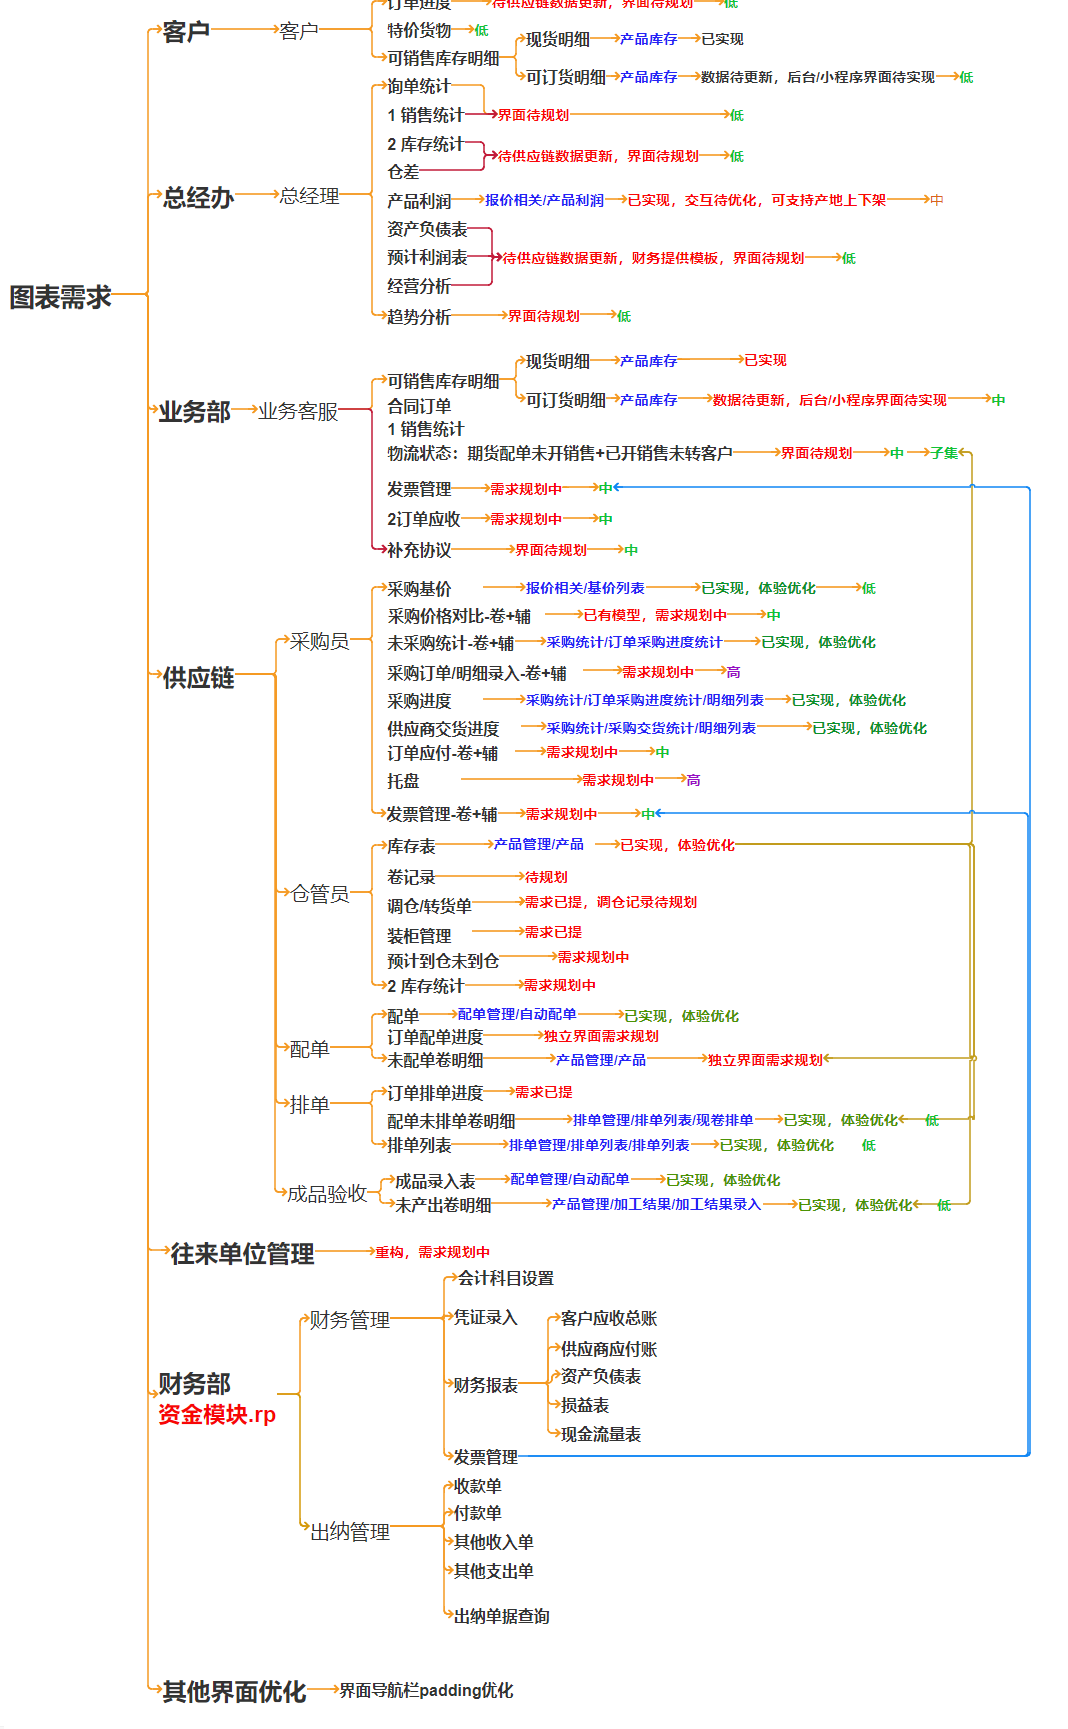 图表需求
客户
客户
订单进度 待供应链数据更新，界面待规划 低
特价货物 低
可销售库存明细
现货明细 产品库存 已实现
可订货明细 产品库存 数据待更新，后台/小程序界面待实现 低
总经办
总经理
询单统计
1 销售统计 界面待规划 低
2 库存统计
仓差
待供应链数据更新，界面待规划 低
产品利润 报价相关/产品利润 已实现，交互待优化，可支持产地上下架 中
资产负债表
预计利润表 待供应链数据更新，财务提供模板，界面待规划 低
经营分析
趋势分析 界面待规划 低
业务部
业务客服
可销售库存明细
现货明细 产品库存 已实现
可订货明细 产品库存 数据待更新，后台/小程序界面待实现 中
合同订单
1 销售统计
物流状态：期货配单未开销售+已开销售未转客户 界面待规划 中 子集
发票管理 需求规划中 中
2订单应收 需求规划中 中
补充协议 界面待规划 中
供应链
采购员
采购基价 报价相关/基价列表 已实现，体验优化 低
采购价格对比-卷+辅 已有模型，需求规划中 中
未采购统计-卷+辅 采购统计/订单采购进度统计 已实现，体验优化
采购订单/明细录入-卷+辅 需求规划中 高
采购进度 采购统计/订单采购进度统计/明细列表 已实现，体验优化
供应商交货进度 采购统计/采购交货统计/明细列表 已实现，体验优化
订单应付-卷+辅 需求规划中 中
托盘 需求规划中 高
发票管理-卷+辅 需求规划中 中
仓管员
库存表 产品管理/产品 已实现，体验优化
卷记录 待规划
调仓/转货单 需求已提，调仓记录待规划
装柜管理 需求已提
预计到仓未到仓 需求规划中
2 库存统计 需求规划中
配单
配单 配单管理/自动配单 已实现，体验优化
订单配单进度 独立界面需求规划
未配单卷明细 产品管理/产品 独立界面需求规划
排单
订单排单进度 需求已提
配单未排单卷明细 排单管理/排单列表/现卷排单 已实现，体验优化 低
排单列表 排单管理/排单列表/排单列表 已实现，体验优化 低
成品验收
成品录入表 配单管理/自动配单 已实现，体验优化
未产出卷明细 产品管理/加工结果/加工结果录入 已实现，体验优化 低
往来单位管理 重构，需求规划中
财务部
资金模块.rp
财务管理
会计科目设置
凭证录入
财务报表
客户应收总账
供应商应付账
资产负债表
损益表
现金流量表
发票管理
出纳管理
收款单
付款单
其他收入单
其他支出单
出纳单据查询
其他界面优化 界面导航栏padding优化